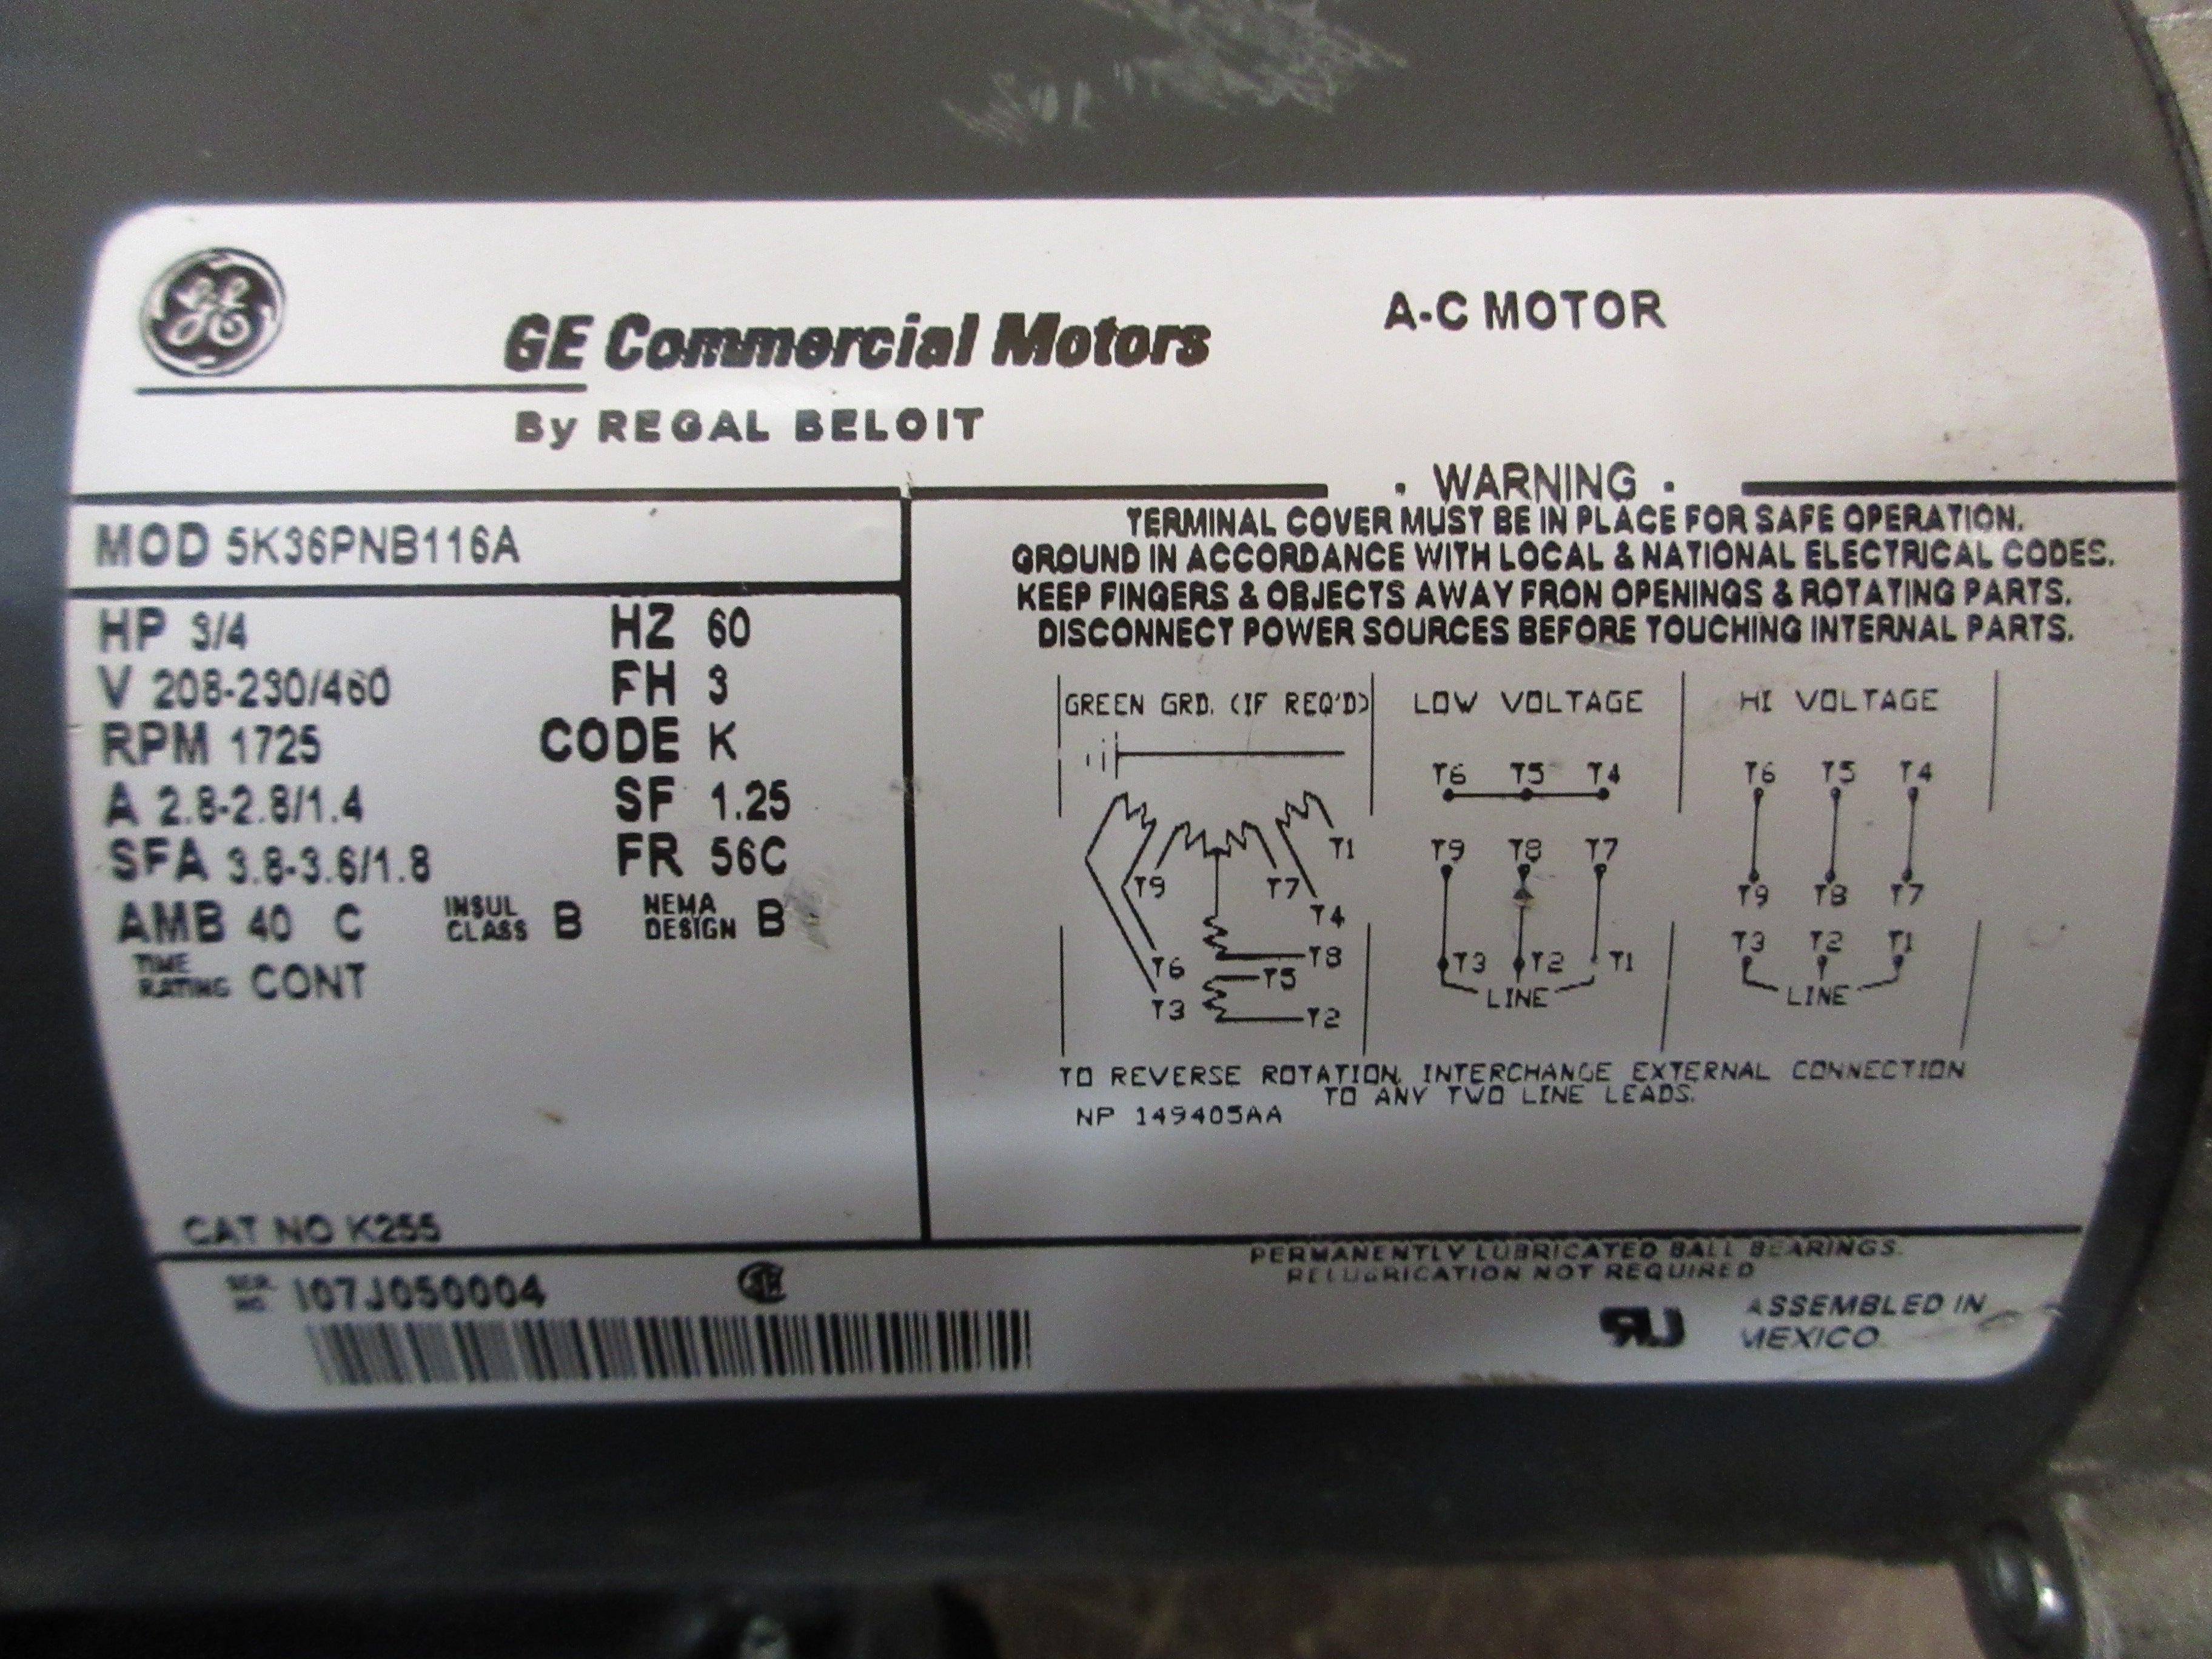 GE
GE Commercial Motors
A-C MOTOR
By REGAL BELOIT
MOD 5K36PNB116A
HP 3/4 HZ 60
V 208-230/460 FH 3
RPM 1725 CODE K
A 2.8-2.8/1.4 SF 1.25
SFA 3.8-3.6/1.8 FR 56C
AMB 40 C INSUL CLASS B NEMA DESIGN B
TIME RATING CONT
CAT NO K255
SER. NO. I07J050004
· WARNING ·
TERMINAL COVER MUST BE IN PLACE FOR SAFE OPERATION.
GROUND IN ACCORDANCE WITH LOCAL & NATIONAL ELECTRICAL CODES.
KEEP FINGERS & OBJECTS AWAY FRON OPENINGS & ROTATING PARTS.
DISCONNECT POWER SOURCES BEFORE TOUCHING INTERNAL PARTS.
GREEN GRD. (IF REQ'D)
T1
T9 T7
T4
T6 T8
T5
T3 T2
LOW VOLTAGE
T6 T5 T4
T9 T8 T7
T3 T2 T1
LINE
HI VOLTAGE
T6 T5 T4
T9 T8 T7
T3 T2 T1
LINE
TO REVERSE ROTATION, INTERCHANGE EXTERNAL CONNECTION
TO ANY TWO LINE LEADS.
NP 149405AA
PERMANENTLY LUBRICATED BALL BEARINGS.
RELUBRICATION NOT REQUIRED
ASSEMBLED IN
MEXICO